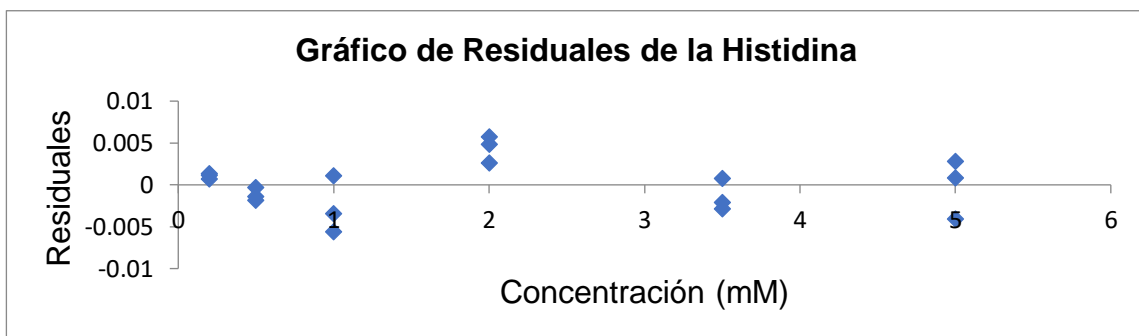 Gráfico de Residuales de la Histidina
Residuales
0.01
0.005
0
-0.005
-0.01
0 1 2 3 4 5 6
Concentración (mM)